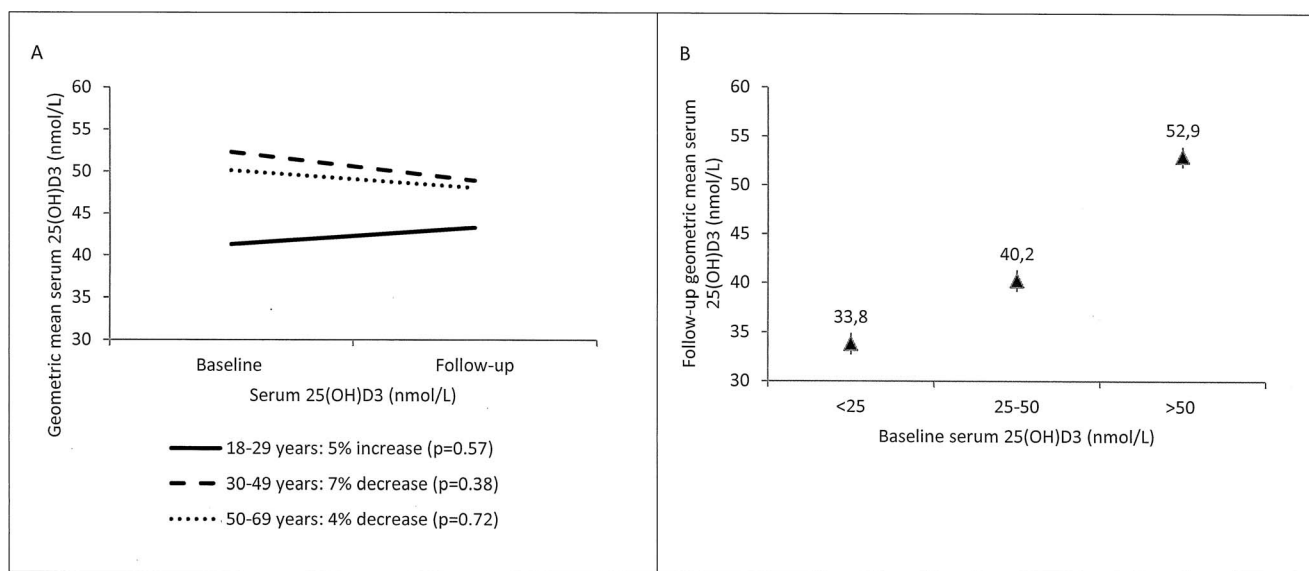 A
Geometric mean serum 25(OH)D3 (nmol/L)
60
55
50
45
40
35
30
Baseline
Follow-up
Serum 25(OH)D3 (nmol/L)
18-29 years: 5% increase (p=0.57)
30-49 years: 7% decrease (p=0.38)
50-69 years: 4% decrease (p=0.72)
B
Follow-up geometric mean serum
25(OH)D3 (nmol/L)
60
55
50
45
40
35
30
33,8
40,2
52,9
<25
25-50
>50
Baseline serum 25(OH)D3 (nmol/L)